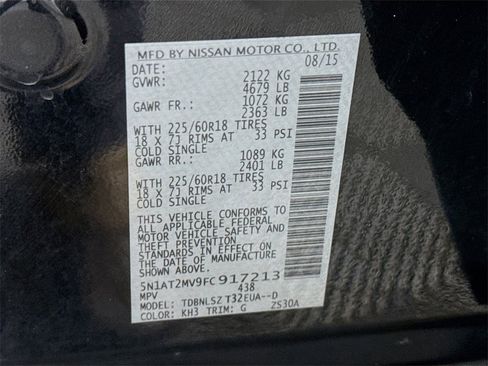 MFD BY NISSAN MOTOR CO., LTD.
DATE: 08/15
GVWR: 2122 KG
4679 LB
GAWR FR.: 1072 KG
2363 LB
WITH 225/60R18 TIRES
18 X 7J RIMS AT 33 PSI
COLD SINGLE
GAWR RR.: 1089 KG
2401 LB
WITH 225/60R18 TIRES
18 X 7J RIMS AT 33 PSI
COLD SINGLE
THIS VEHICLE CONFORMS TO
ALL APPLICABLE FEDERAL
MOTOR VEHICLE SAFETY AND
THEFT PREVENTION
STANDARDS IN EFFECT ON
THE DATE OF MANUFACTURE
SHOWN ABOVE.
5N1AT2MV9FC917213
MPV 438
MODEL: TDBNLSZ T32EUA--D
COLOR: KH3 TRIM: G ZS30A